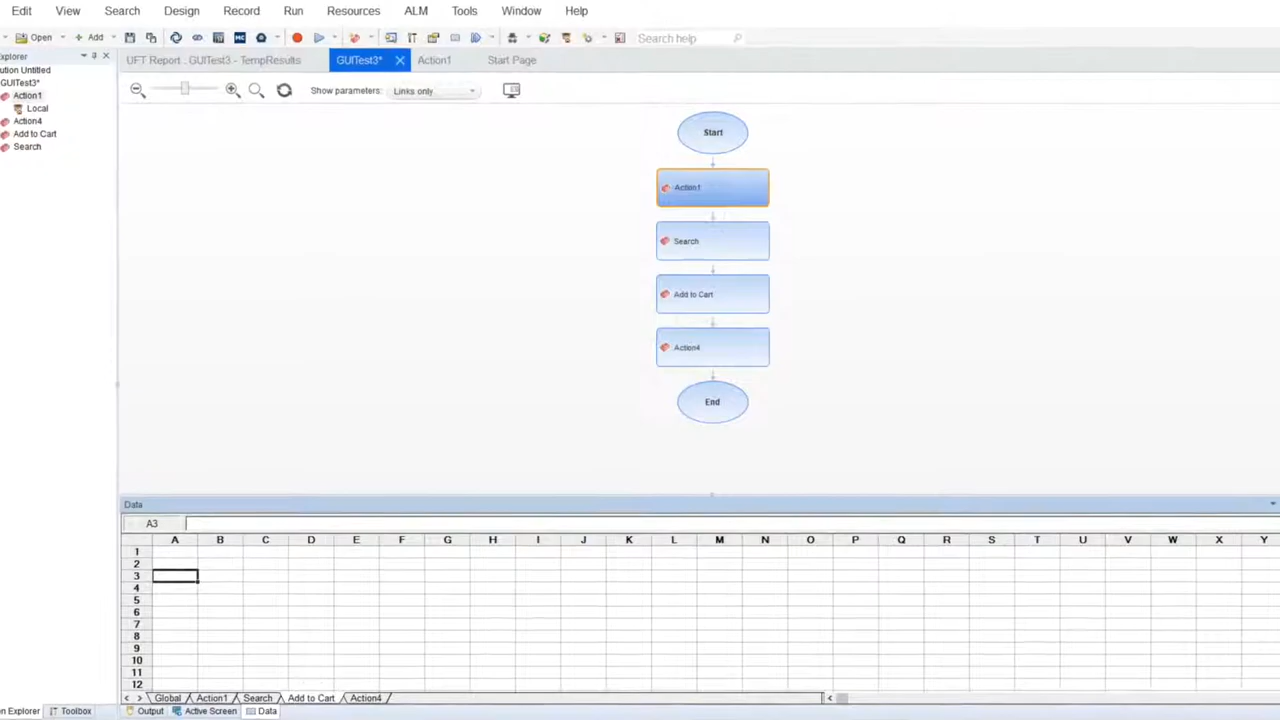 Edit View Search Design Record Run Resources ALM Tools Window Help
Open Add Search help
xplorer UFT Report . GUITest3 - TempResults GUITest3* Action1 Start Page
ution Untitled
GUITest3*
Action1
Local
Action4
Add to Cart
Search
Show parameters: Links only
Start
Action1
Search
Add to Cart
Action4
End
Data
A3
A B C D E F G H I J K L M N O P Q R S T U V W X Y
1
2
3
4
5
6
7
8
9
10
11
12
Global Action1 Search Add to Cart Action4
n Explorer Toolbox Output Active Screen Data